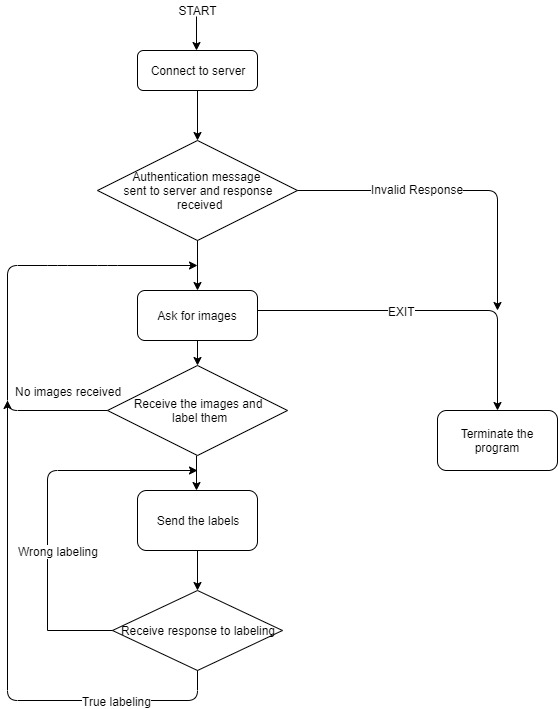 START
Connect to server
Authentication message
sent to server and response
received
Invalid Response
Ask for images
EXIT
No images received
Receive the images and
label them
Terminate the
program
Send the labels
Wrong labeling
Receive response to labeling
True labeling